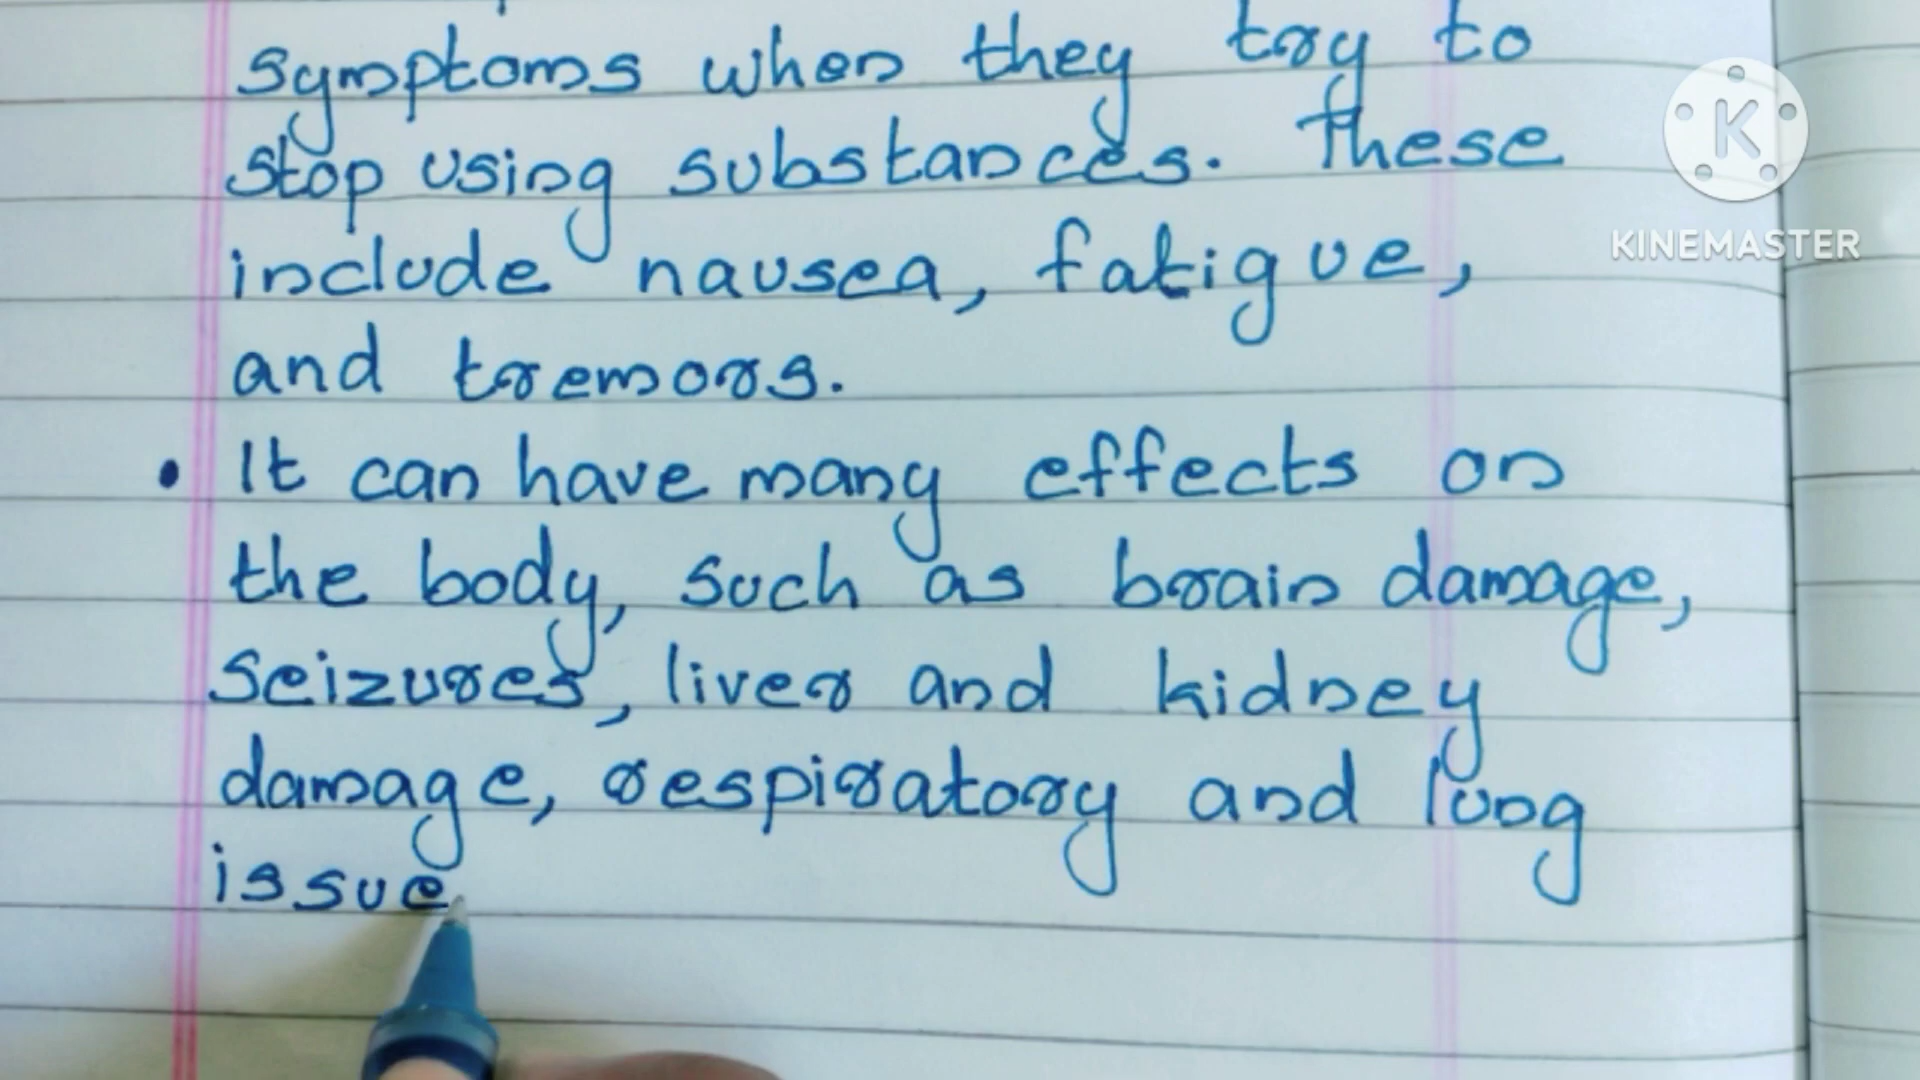 symptoms when they try to
stop using substances. These
include nausea, fatigue,
and tremors.
• It can have many effects on
the body, such as brain damage,
seizures, liver and kidney
damage, respiratory and lung
issue
K
KINEMASTER